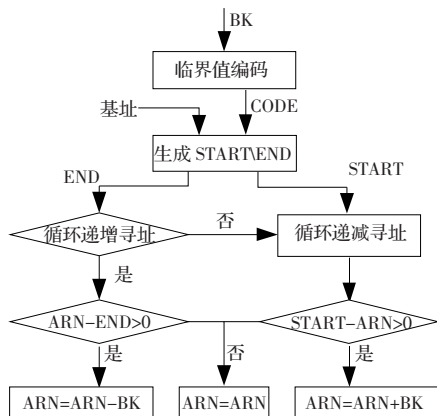 BK
临界值编码
基址
CODE
生成 START\END
END
START
循环递增寻址
否
循环递减寻址
是
ARN-END>0
START-ARN>0
是
否
是
ARN=ARN-BK
ARN=ARN
ARN=ARN+BK